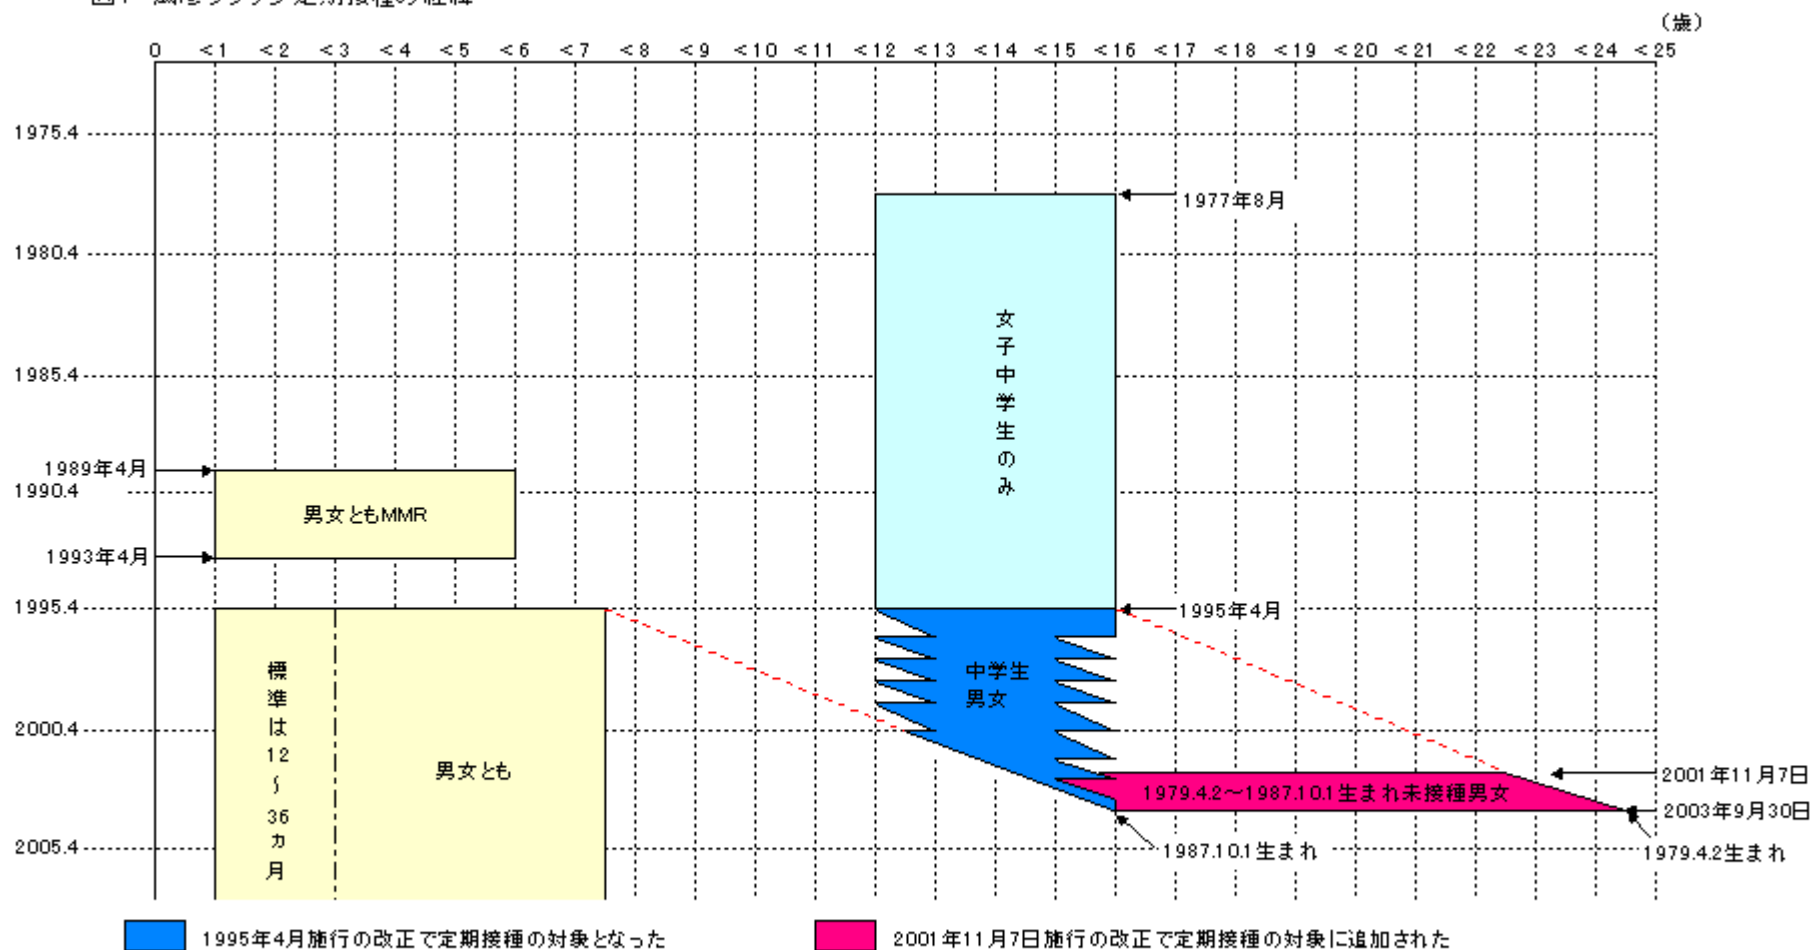 (歳)
0 <1 <2 <3 <4 <5 <6 <7 <8 <9 <10 <11 <12 <13 <14 <15 <16 <17 <18 <19 <20 <21 <22 <23 <24 <25
1975.4
1977年8月
1980.4
女子中学生のみ
1985.4
1989年4月
1990.4
男女ともMMR
1993年4月
1995.4
1995年4月
標準は12~36カ月
男女とも
中学生
男女
2000.4
2001年11月7日
1979.4.2~1987.10.1生まれ未接種男女
2003年9月30日
2005.4
1987.10.1生まれ
1979.4.2生まれ
1995年4月施行の改正で定期接種の対象となった
2001年11月7日施行の改正で定期接種の対象に追加された